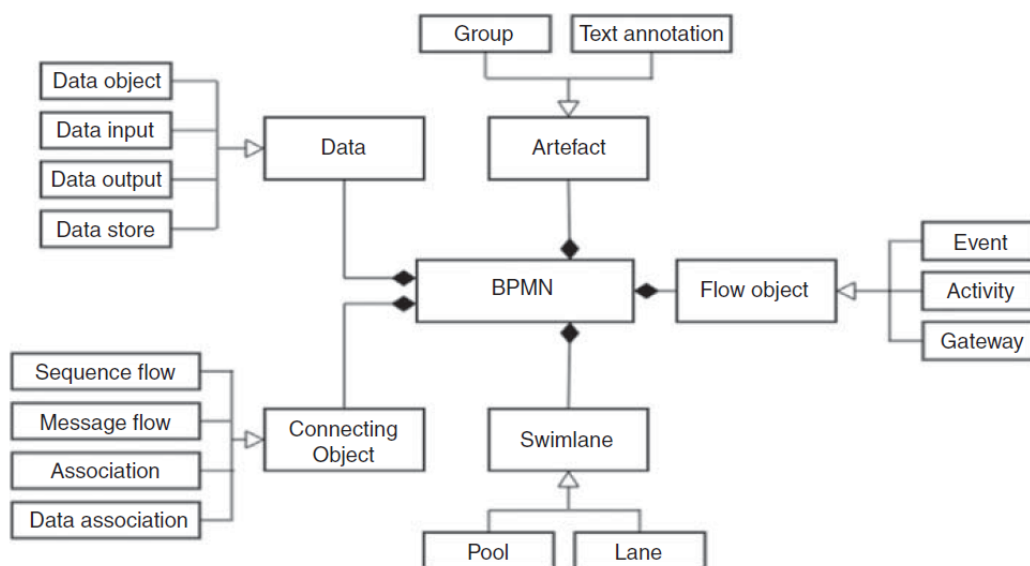 Group
Text annotation
Data object
Data input
Data output
Data store
Data
Artefact
BPMN
Flow object
Event
Activity
Gateway
Sequence flow
Message flow
Association
Data association
Connecting
Object
Swimlane
Pool
Lane